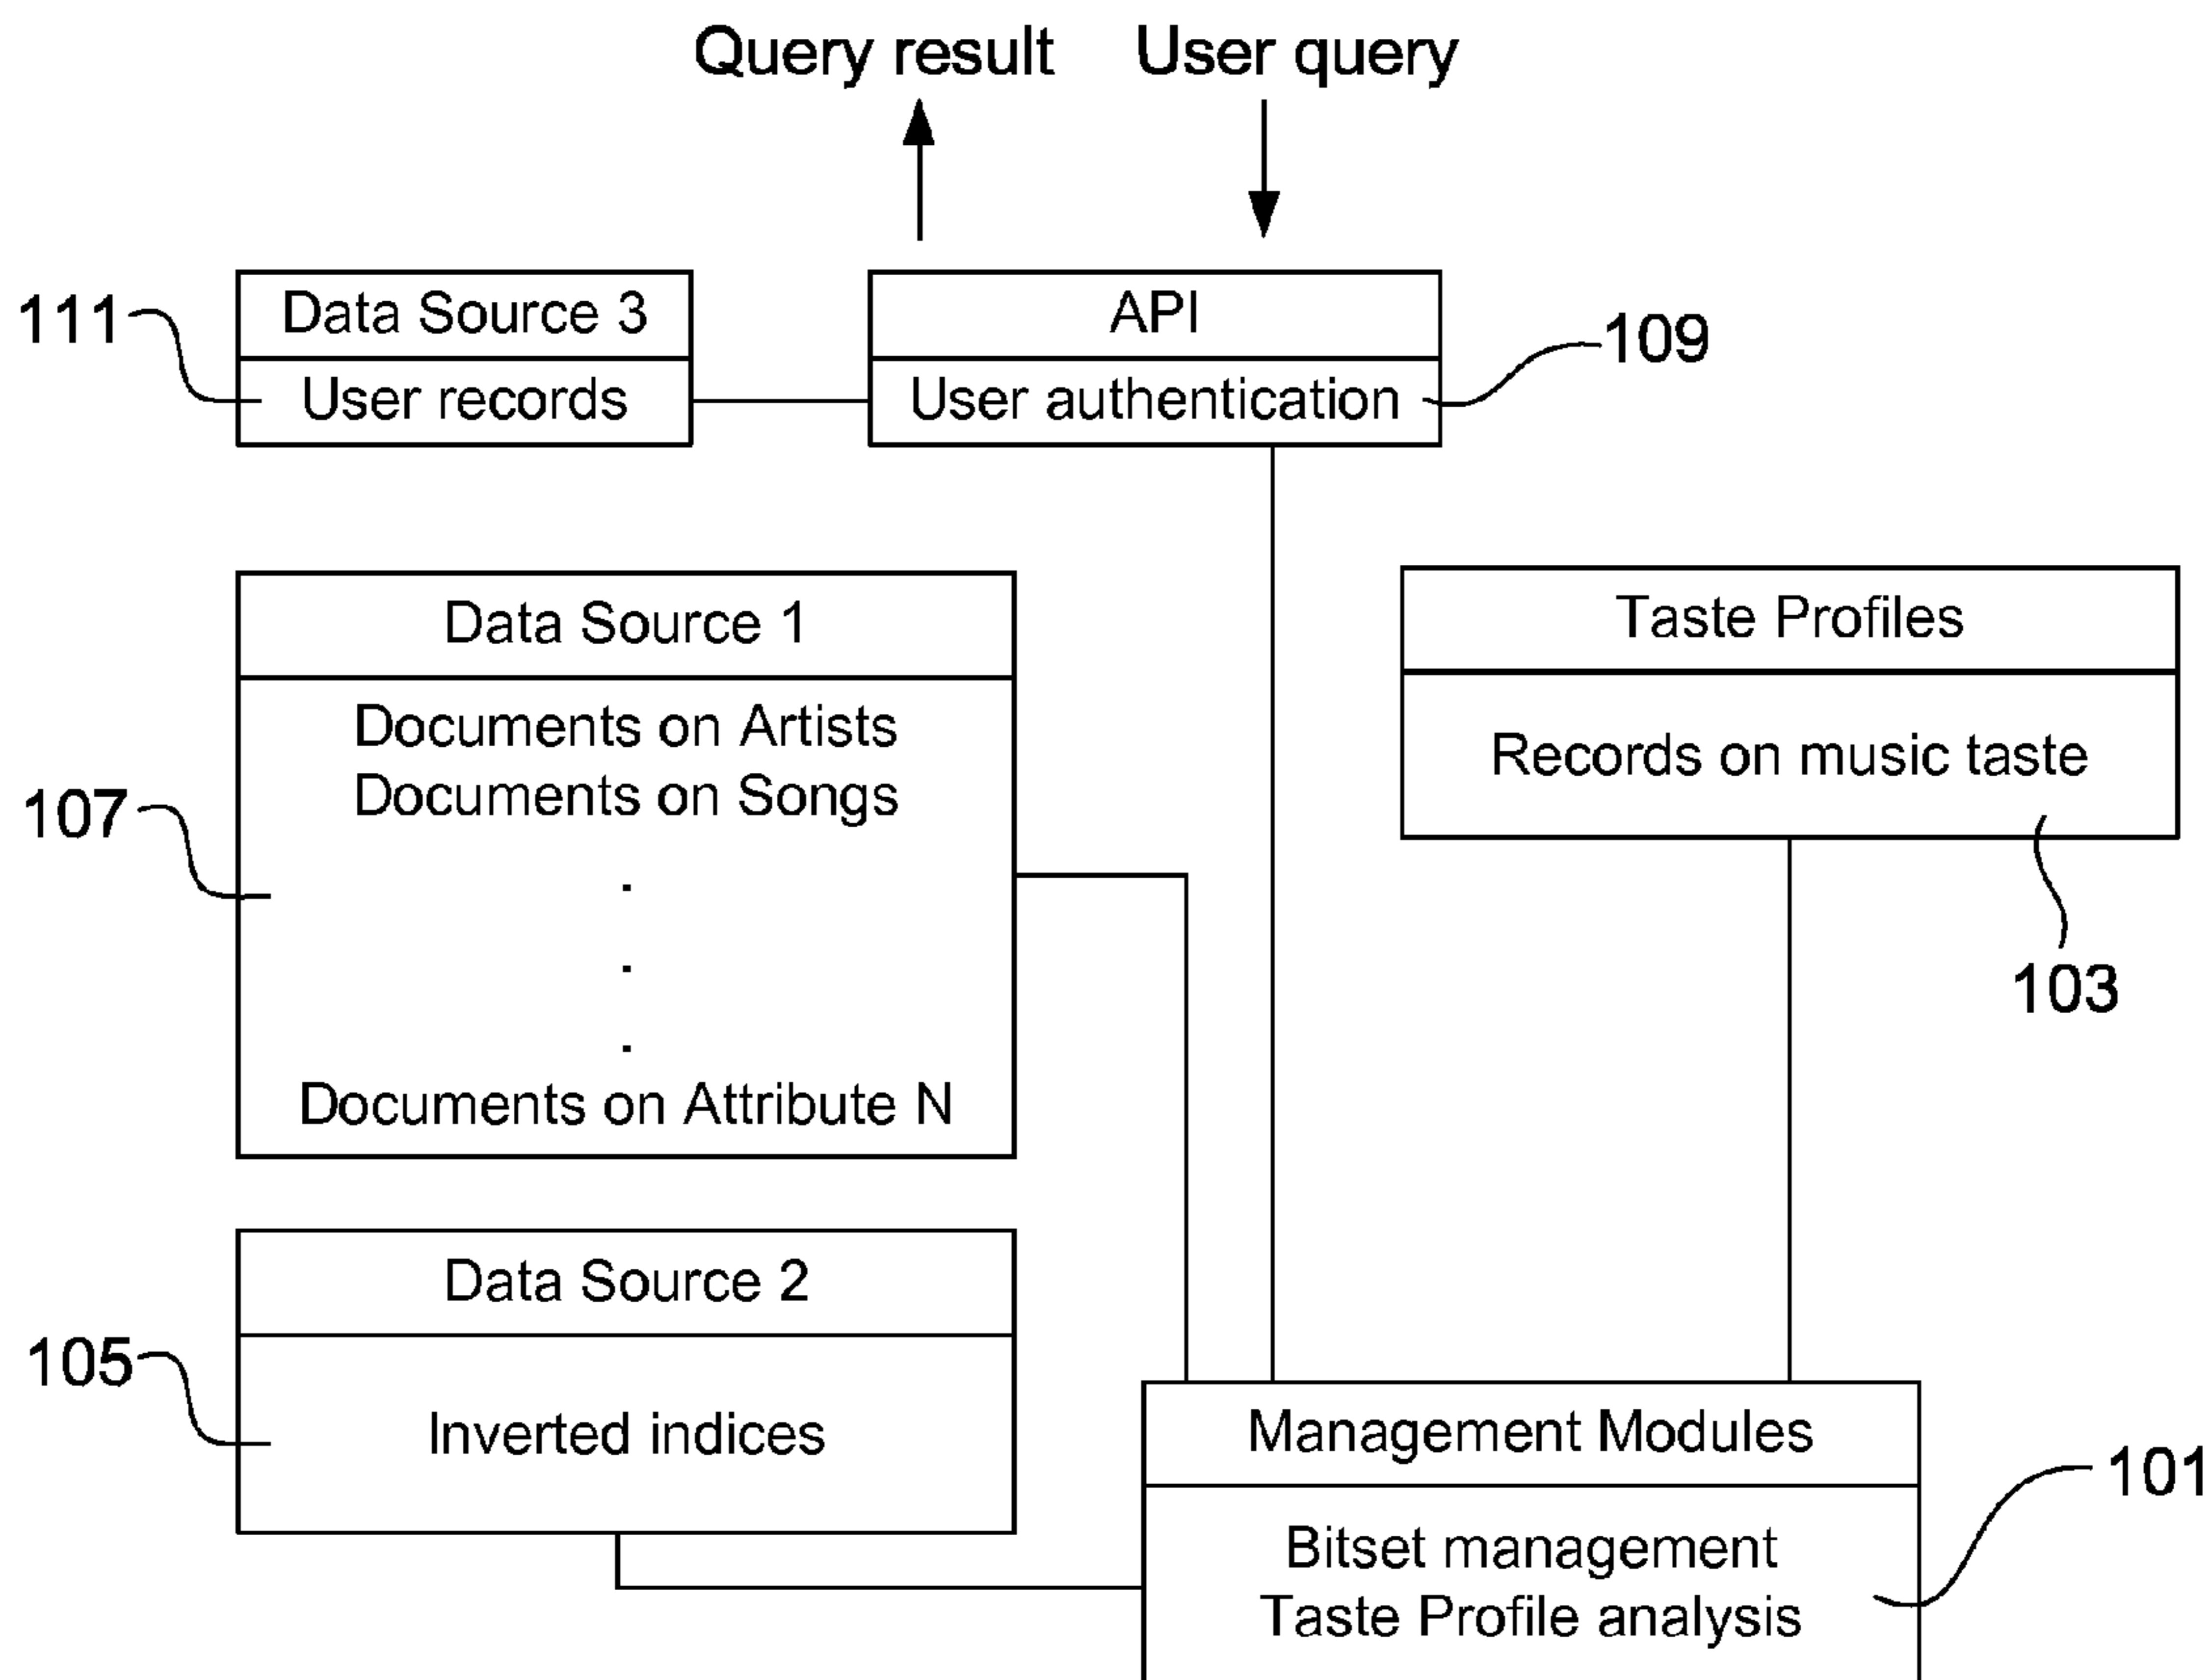 Query result User query
111
Data Source 3
User records
API
User authentication
109
107
Data Source 1
Documents on Artists
Documents on Songs
.
.
.
Documents on Attribute N
Taste Profiles
Records on music taste
103
105
Data Source 2
Inverted indices
Management Modules
Bitset management
Taste Profile analysis
101